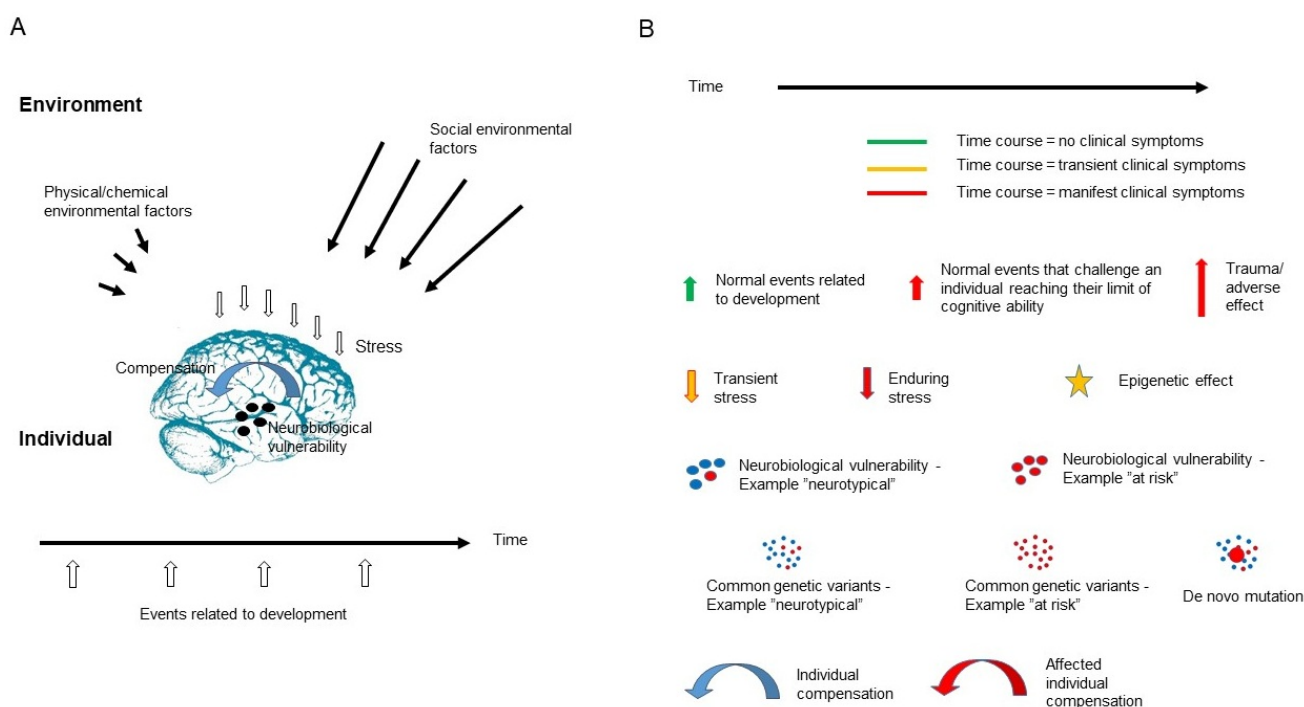 A
Environment
Social environmental
factors
Physical/chemical
environmental factors
Stress
Compensation
Neurobiological
vulnerability
Individual
Time
Events related to development
B
Time
Time course = no clinical symptoms
Time course = transient clinical symptoms
Time course = manifest clinical symptoms
Normal events related
to development
Normal events that challenge an
individual reaching their limit of
cognitive ability
Trauma/
adverse
effect
Transient
stress
Enduring
stress
Epigenetic effect
Neurobiological vulnerability -
Example ”neurotypical”
Neurobiological vulnerability -
Example ”at risk”
Common genetic variants -
Example ”neurotypical”
Common genetic variants -
Example ”at risk”
De novo mutation
Individual
compensation
Affected
individual
compensation